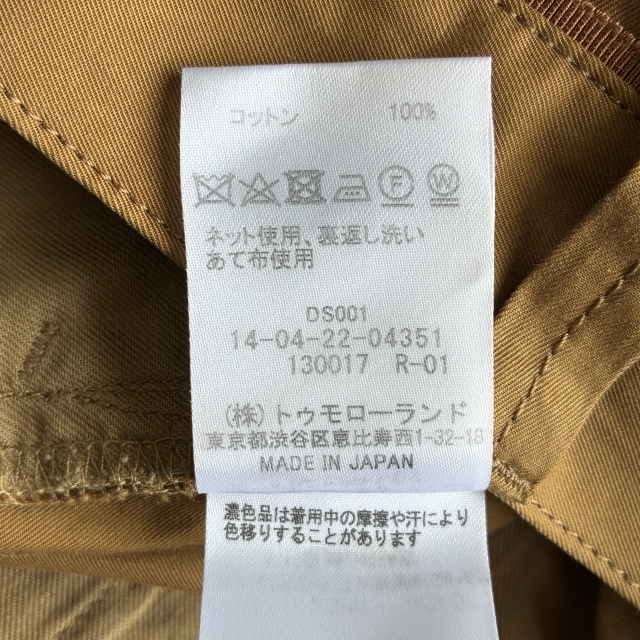 コットン 100%
F W
ネット使用、裏返し洗い
あて布使用
DS001
14-04-22-04351
130017 R-01
(株)トゥモローランド
東京都渋谷区恵比寿西1-32-18
MADE IN JAPAN
濃色品は着用中の摩擦や汗により
色移りすることがあります